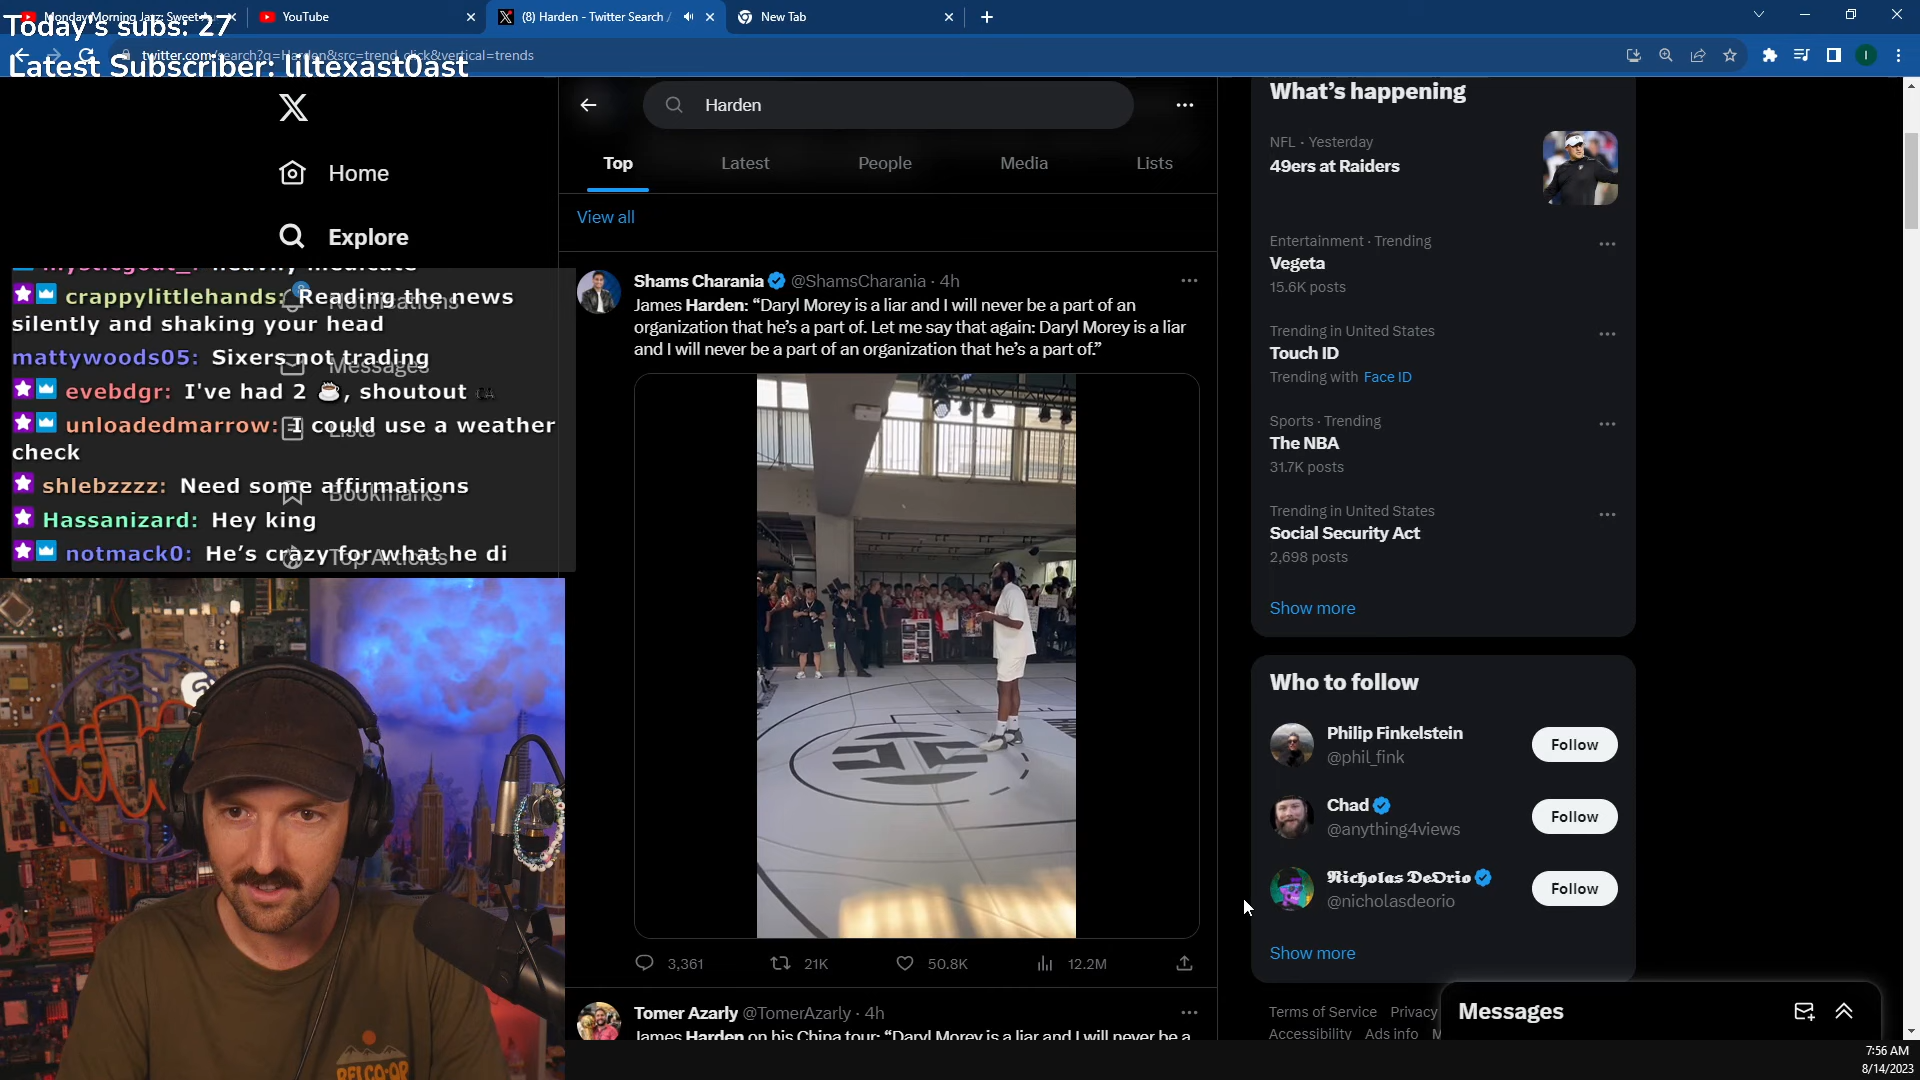 Monday Morning Jazz: Sweet
YouTube
(8) Harden - Twitter Search /
New Tab
Today's subs: 27
twitter.com/search?q=Harden&src=trend_click&vertical=trends
Latest Subscriber: liltexast0ast
Home
Explore
Notifications
Messages
Lists
Bookmarks
Top Articles
mysticgoat_: heavily medicate
crappylittlehands: Reading the news
silently and shaking your head
mattywoods05: Sixers not trading
evebdgr: I've had 2 ☕, shoutout
unloadedmarrow: I could use a weather
check
shlebzzzz: Need some affirmations
Hassanizard: Hey king
notmack0: He's crazy for what he di
Harden
Top
Latest
People
Media
Lists
View all
Shams Charania @ShamsCharania · 4h
James Harden: “Daryl Morey is a liar and I will never be a part of an
organization that he’s a part of. Let me say that again: Daryl Morey is a liar
and I will never be a part of an organization that he’s a part of.”
3,361
21K
50.8K
12.2M
Tomer Azarly @TomerAzarly · 4h
James Harden on his China tour: “Daryl Morey is a liar and I will never be a
What’s happening
NFL · Yesterday
49ers at Raiders
Entertainment · Trending
Vegeta
15.6K posts
Trending in United States
Touch ID
Trending with Face ID
Sports · Trending
The NBA
31.7K posts
Trending in United States
Social Security Act
2,698 posts
Show more
Who to follow
Philip Finkelstein
@phil_fink
Follow
Chad
@anything4views
Follow
𝕹𝖎𝖈𝖍𝖔𝖑𝖆𝖘 𝕯𝖊𝕺𝖗𝖎𝖔
@nicholasdeorio
Follow
Show more
Terms of Service Privacy
Accessibility Ads info
Messages
7:56 AM
8/14/2023